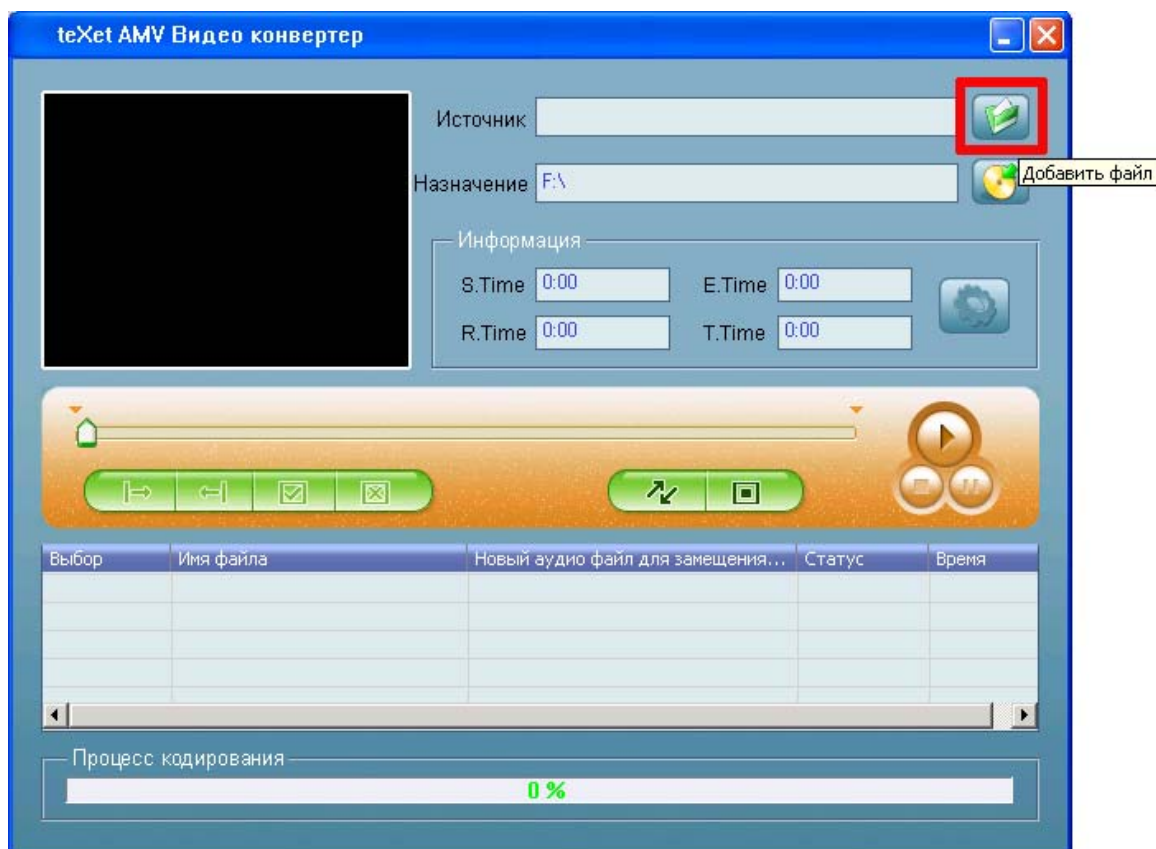 teXet AMV Видео конвертер
Источник
Добавить файл
Назначение F:\
Информация
S.Time 0:00 E.Time 0:00
R.Time 0:00 T.Time 0:00
Выбор Имя файла Новый аудио файл для замещения... Статус Время
Процесс кодирования
0 %